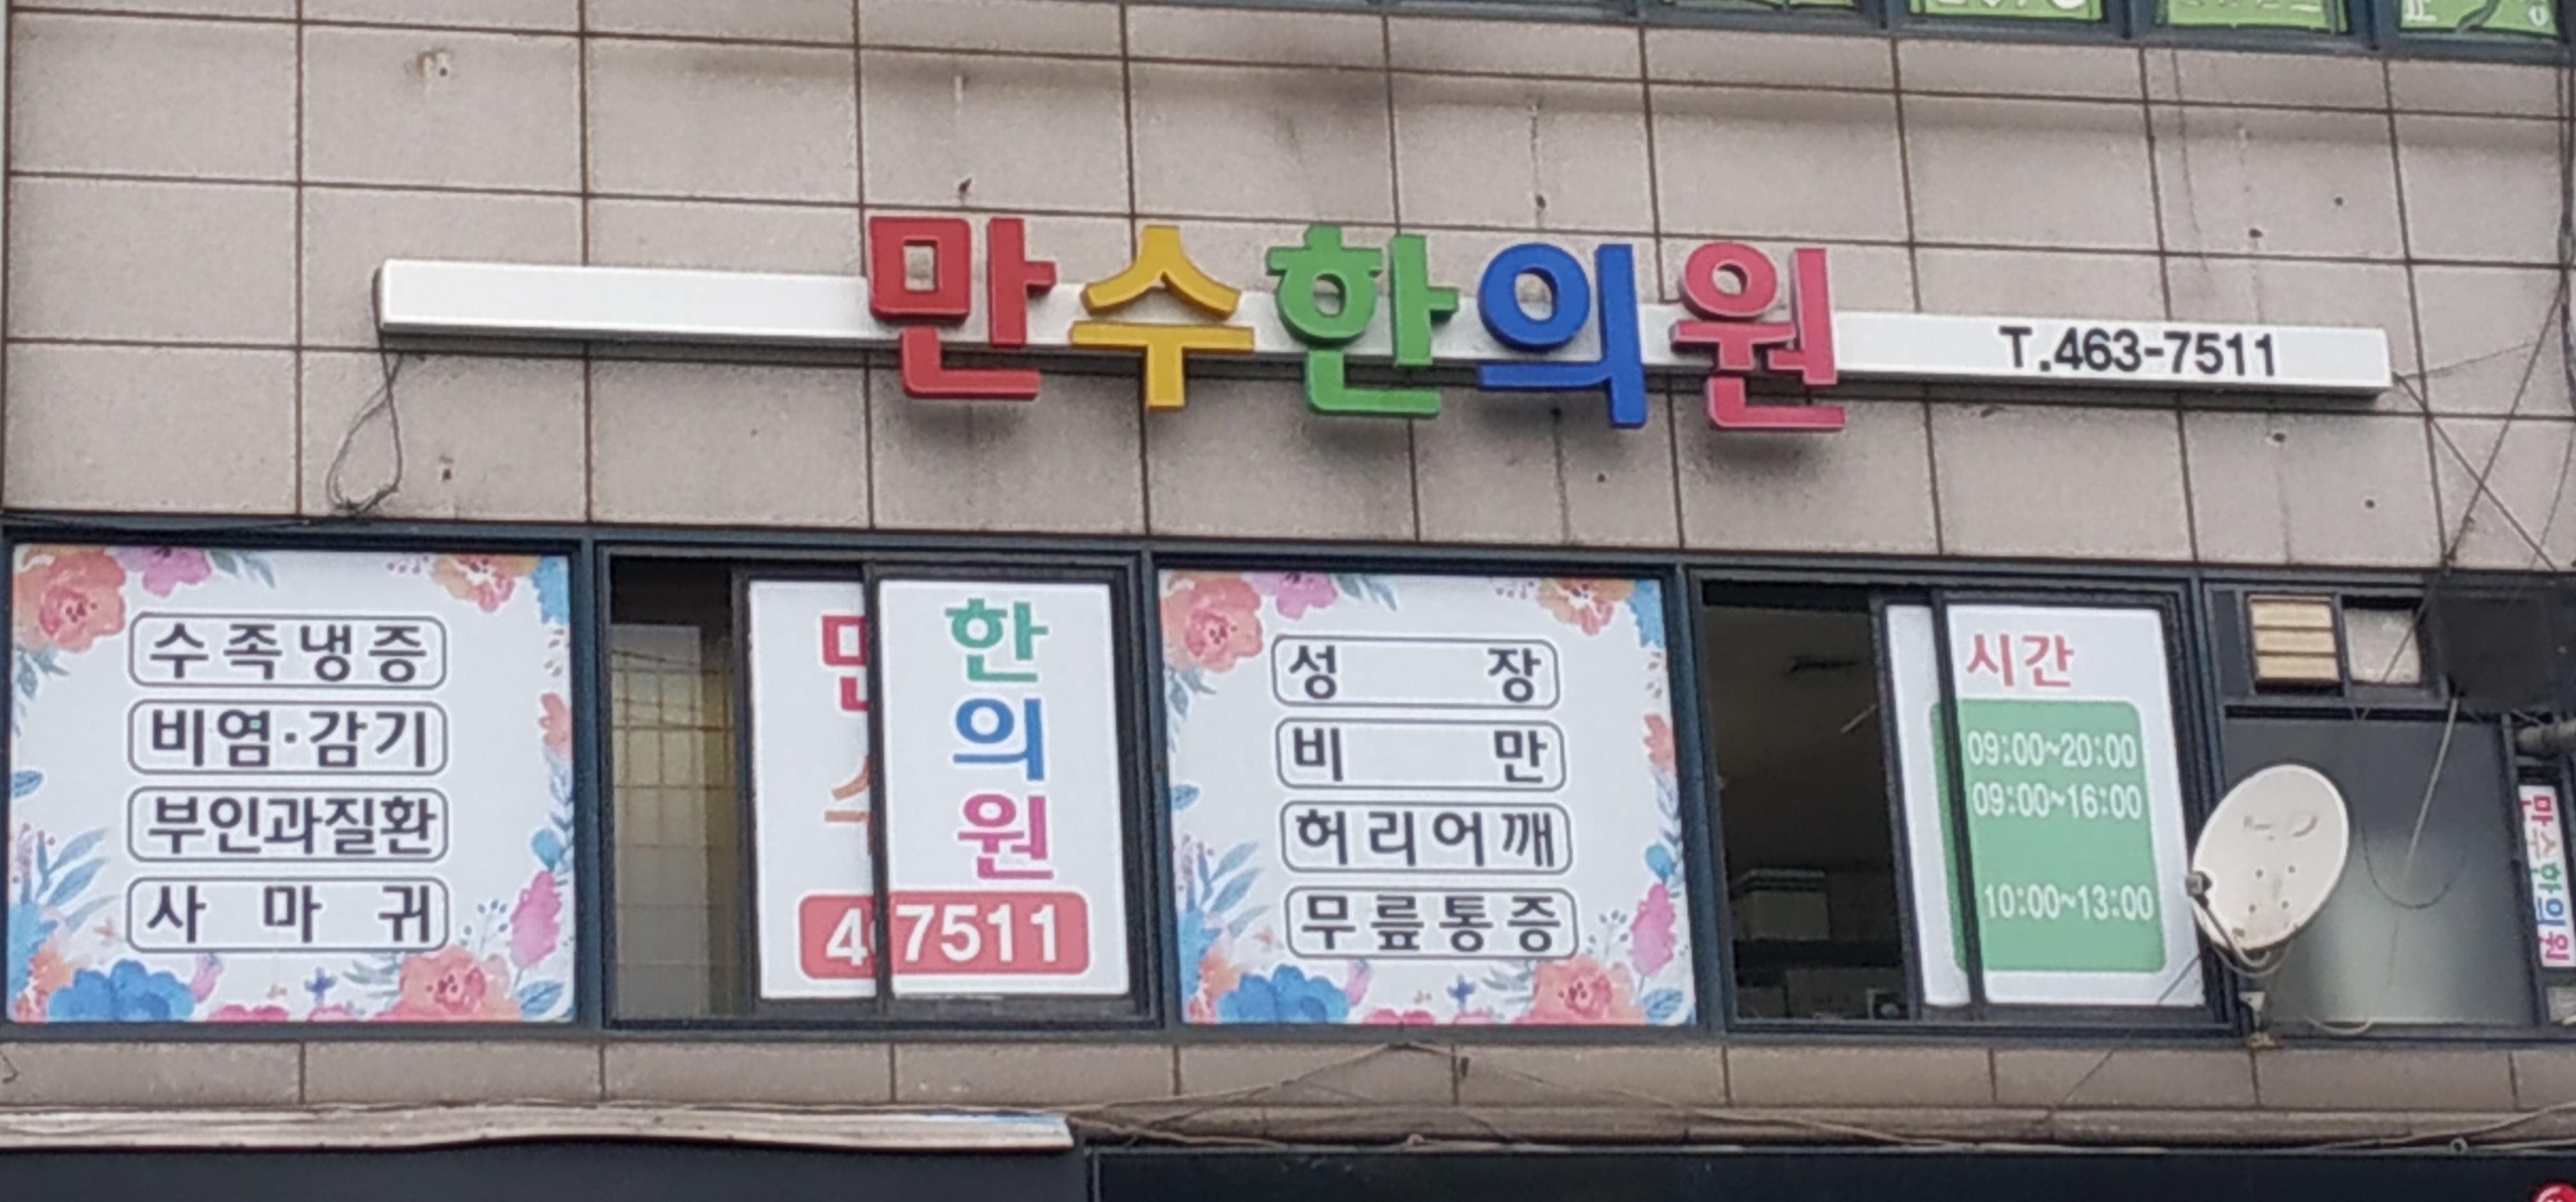 만수한의원
T.463-7511
수족냉증
비염·감기
부인과질환
사마귀
한
의
원
7511
성장
비만
허리어깨
무릎통증
시간
09:00~20:00
09:00~16:00
10:00~13:00
만수한의원